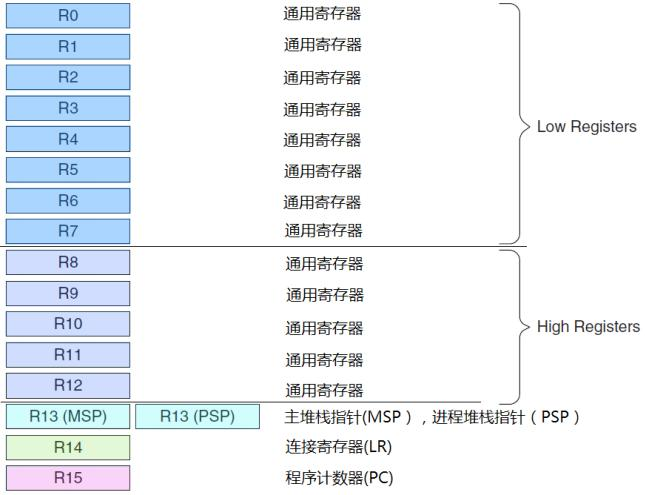 R0 通用寄存器
R1 通用寄存器
R2 通用寄存器
R3 通用寄存器
R4 通用寄存器
R5 通用寄存器
R6 通用寄存器
R7 通用寄存器
Low Registers
R8 通用寄存器
R9 通用寄存器
R10 通用寄存器
R11 通用寄存器
R12 通用寄存器
High Registers
R13 (MSP) R13 (PSP) 主堆栈指针(MSP），进程堆栈指针（PSP）
R14 连接寄存器(LR)
R15 程序计数器(PC)